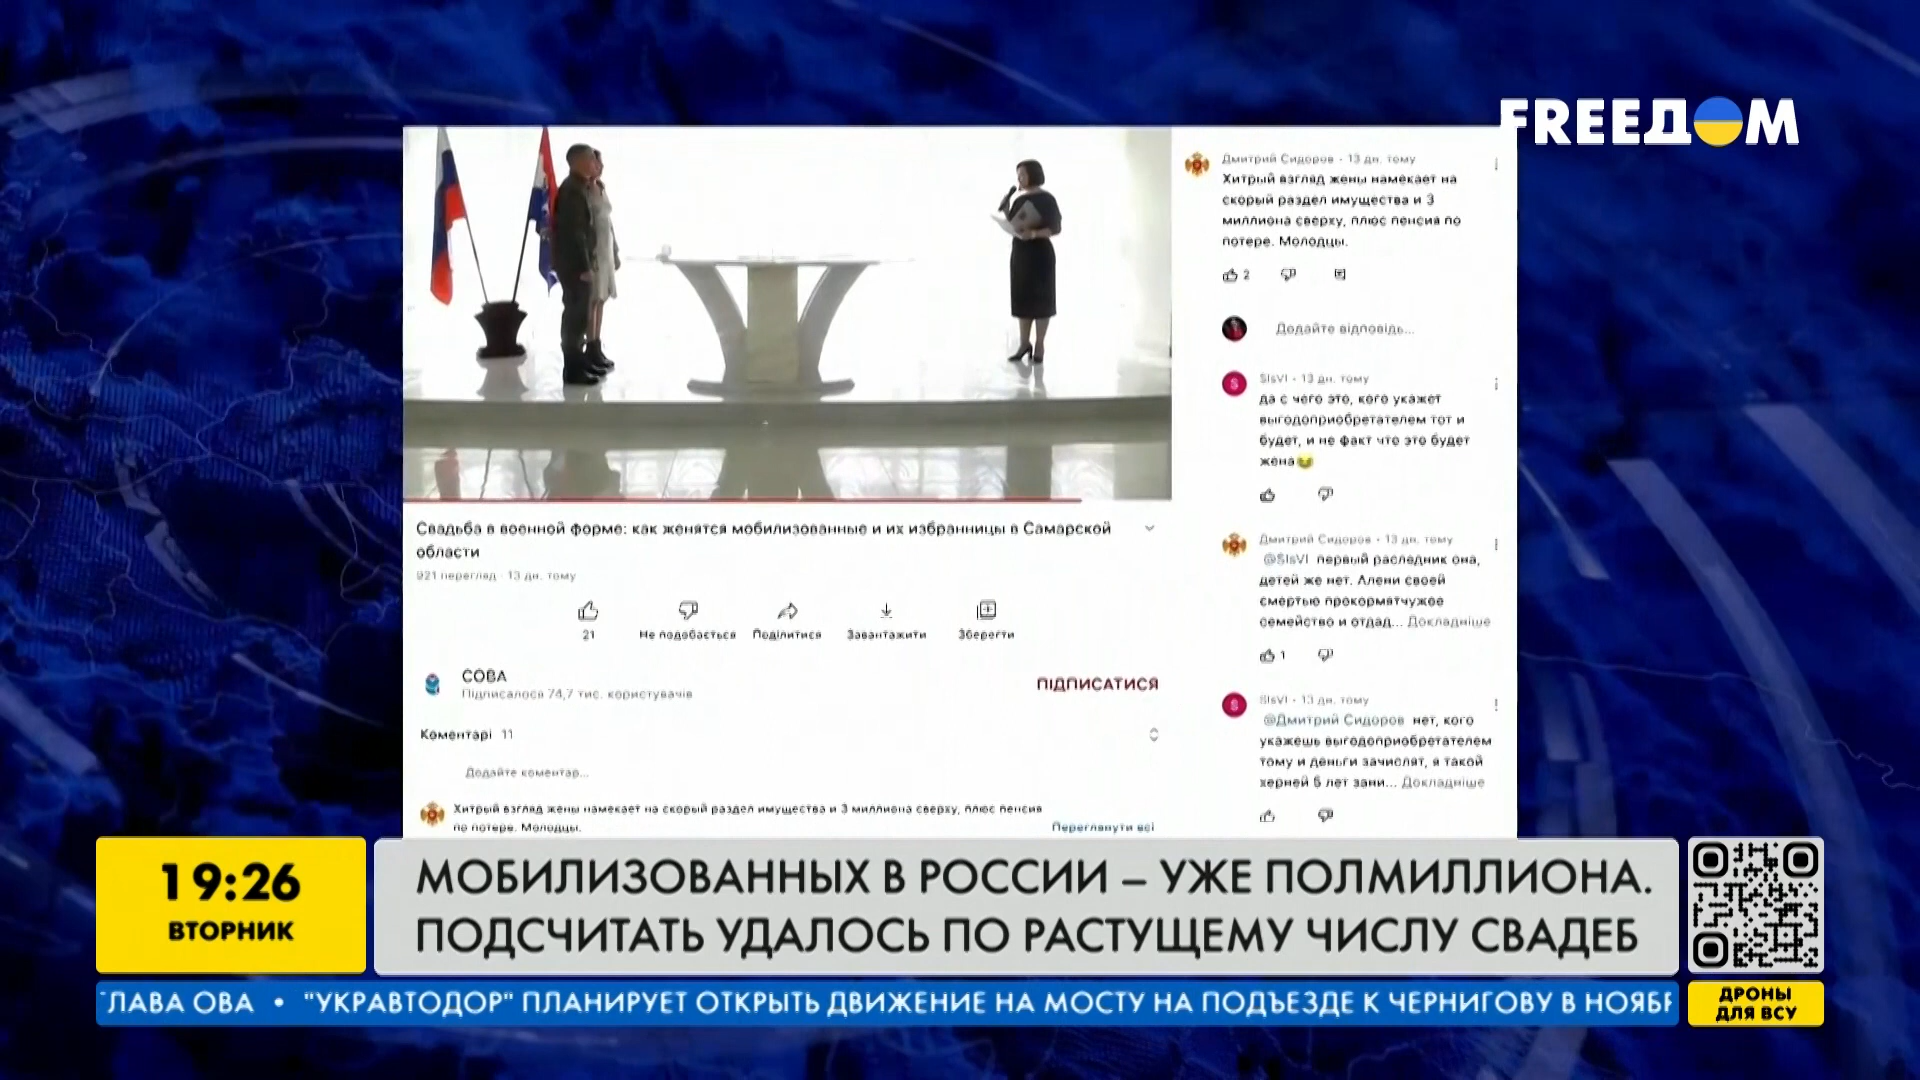 FREEДOM
Дмитрий Сидоров • 13 дн. тому
Хитрый взгляд жены намекает на
скорый раздел имущества и 3
миллиона сверху, плюс пенсия по
потере. Молодцы.
2
Додайте відповідь...
S
SIsVI • 13 дн. тому
да с чего это, кого укажет
выгодоприобретателем тот и
будет, и не факт что это будет
жена
Дмитрий Сидоров • 13 дн. тому
@SIsVI первый раследник она,
детей же нет. Алени своей
смертью прокормятчужое
семейство и отдад... Докладніше
1
S
SIsVI • 13 дн. тому
@Дмитрий Сидоров нет, кого
укажешь выгодоприобретателем
тому и деньги зачислят, я такой
херней 5 лет зани... Докладніше
Свадьба в военной форме: как женятся мобилизованные и их избранницы в Самарской
области
921 перегляд · 13 дн. тому
21 Не подобається Поділитися Завантажити Зберегти
СОВА
Підписалося 74,7 тис. користувачів
ПІДПИСАТИСЯ
Коментарі 11
Додайте коментар...
Хитрый взгляд жены намекает на скорый раздел имущества и 3 миллиона сверху, плюс пенсия
по потере. Молодцы.
Переглянути всі
19:26
ВТОРНИК
МОБИЛИЗОВАННЫХ В РОССИИ – УЖЕ ПОЛМИЛЛИОНА.
ПОДСЧИТАТЬ УДАЛОСЬ ПО РАСТУЩЕМУ ЧИСЛУ СВАДЕБ
ЛАВА ОВА • "УКРАВТОДОР" ПЛАНИРУЕТ ОТКРЫТЬ ДВИЖЕНИЕ НА МОСТУ НА ПОДЪЕЗДЕ К ЧЕРНИГОВУ В НОЯБР
ДРОНЫ
ДЛЯ ВСУ